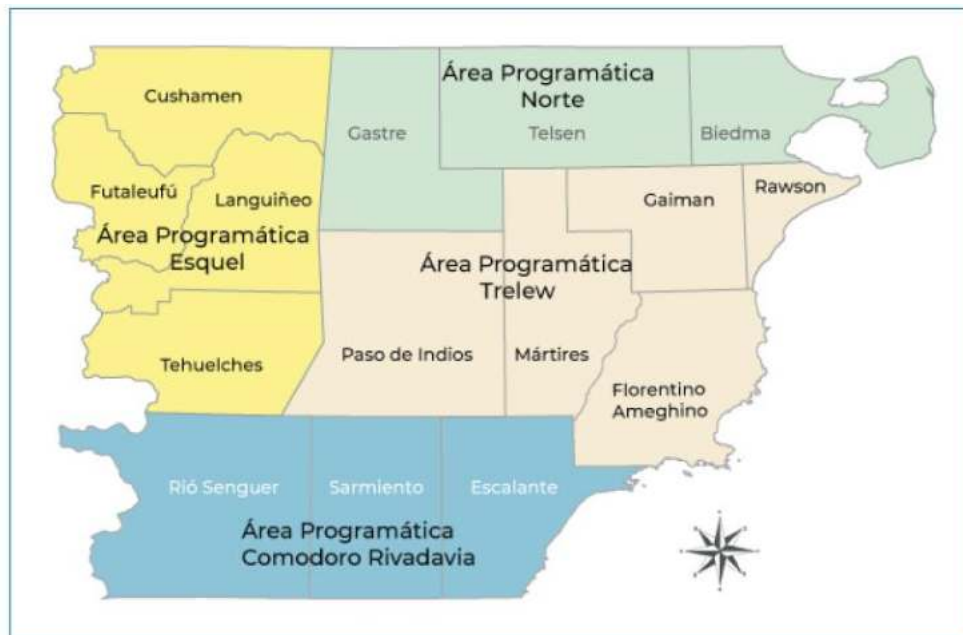 Área Programática
Norte
Cushamen
Gastre
Telsen
Biedma
Futaleufú
Languiñeo
Gaiman
Rawson
Área Programática
Esquel
Área Programática
Trelew
Tehuelches
Paso de Indios
Mártires
Florentino
Ameghino
Rió Senguer
Sarmiento
Escalante
Área Programática
Comodoro Rivadavia